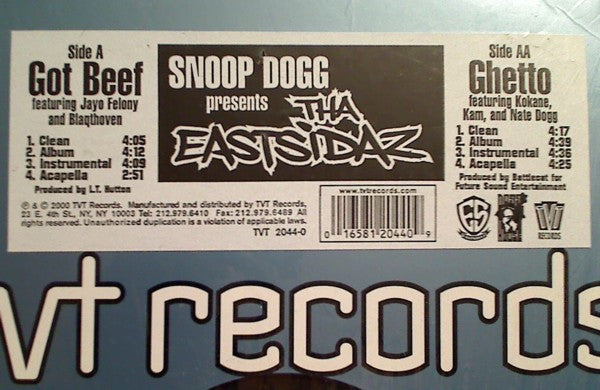 Side A
Got Beef
featuring Jayo Felony
and Blaqthoven
1. Clean 4:05
2. Album 4:12
3. Instrumental 4:09
4. Acapella 2:51
Produced by L.T. Hutton
SNOOP DOGG
presents
THA
EASTSIDAZ
Side AA
Ghetto
featuring Kokane,
Kam, and Nate Dogg
1. Clean 4:17
2. Album 4:39
3. Instrumental 4:36
4. Acapella 4:25
Produced by Battlecat for
Future Sound Entertainment
℗ & © 2000 TVT Records. Manufactured and distributed by TVT Records,
23 E. 4th St., NY, NY 10003 Tel: 212.979.6410 Fax: 212.979.6489 All
rights reserved. Unauthorized duplication is a violation of applicable laws.
TVT 2044-0
www.tvtrecords.com
0 16581 20440 9
ES
TVT
RECORDS
tvt records